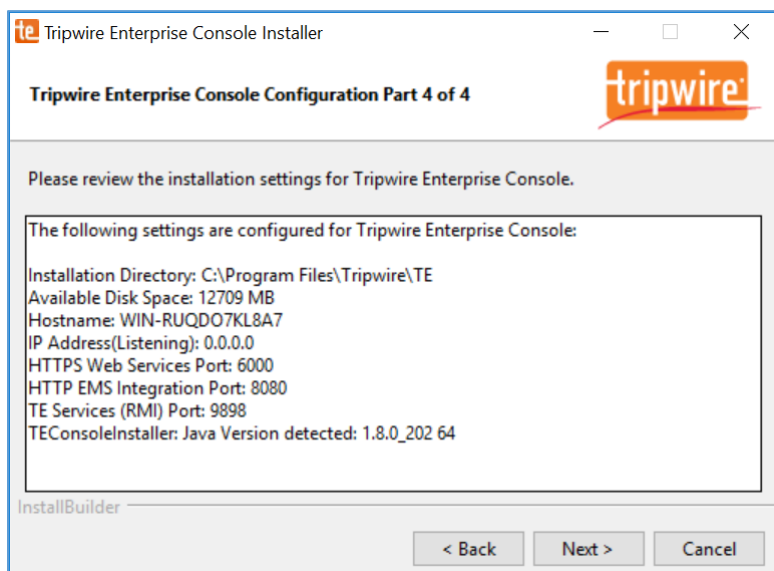 te Tripwire Enterprise Console Installer
Tripwire Enterprise Console Configuration Part 4 of 4
tripwire
Please review the installation settings for Tripwire Enterprise Console.
The following settings are configured for Tripwire Enterprise Console:
Installation Directory: C:\Program Files\Tripwire\TE
Available Disk Space: 12709 MB
Hostname: WIN-RUQDO7KL8A7
IP Address(Listening): 0.0.0.0
HTTPS Web Services Port: 6000
HTTP EMS Integration Port: 8080
TE Services (RMI) Port: 9898
TEConsoleInstaller: Java Version detected: 1.8.0_202 64
InstallBuilder
< Back Next > Cancel